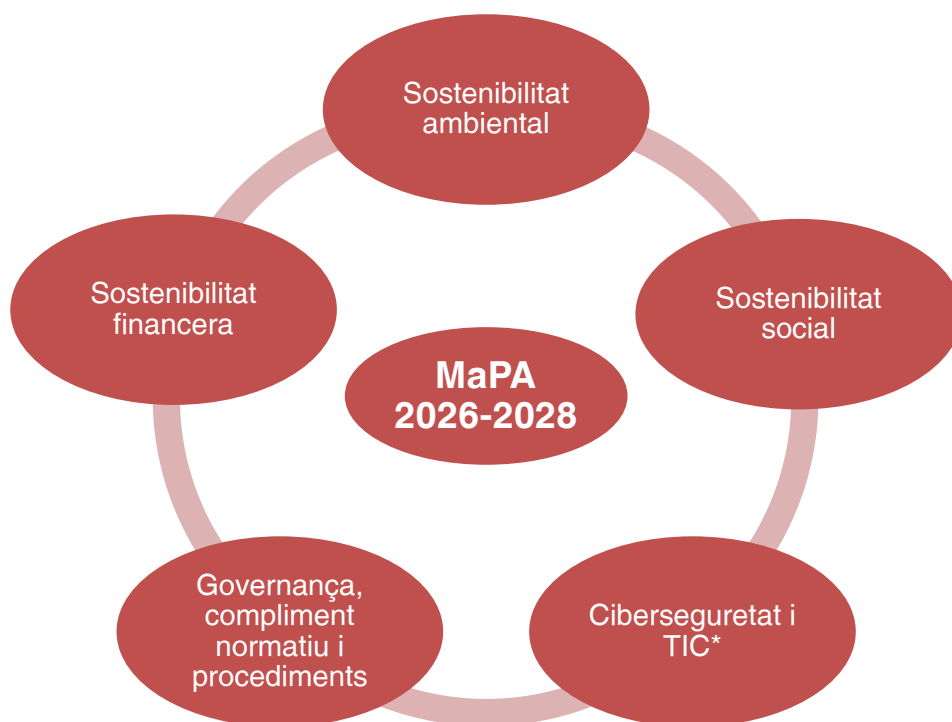 Sostenibilitat
ambiental
Sostenibilitat
financera
Sostenibilitat
social
MaPA
2026-2028
Governança,
compliment
normatiu i
procediments
Ciberseguretat i
TIC*